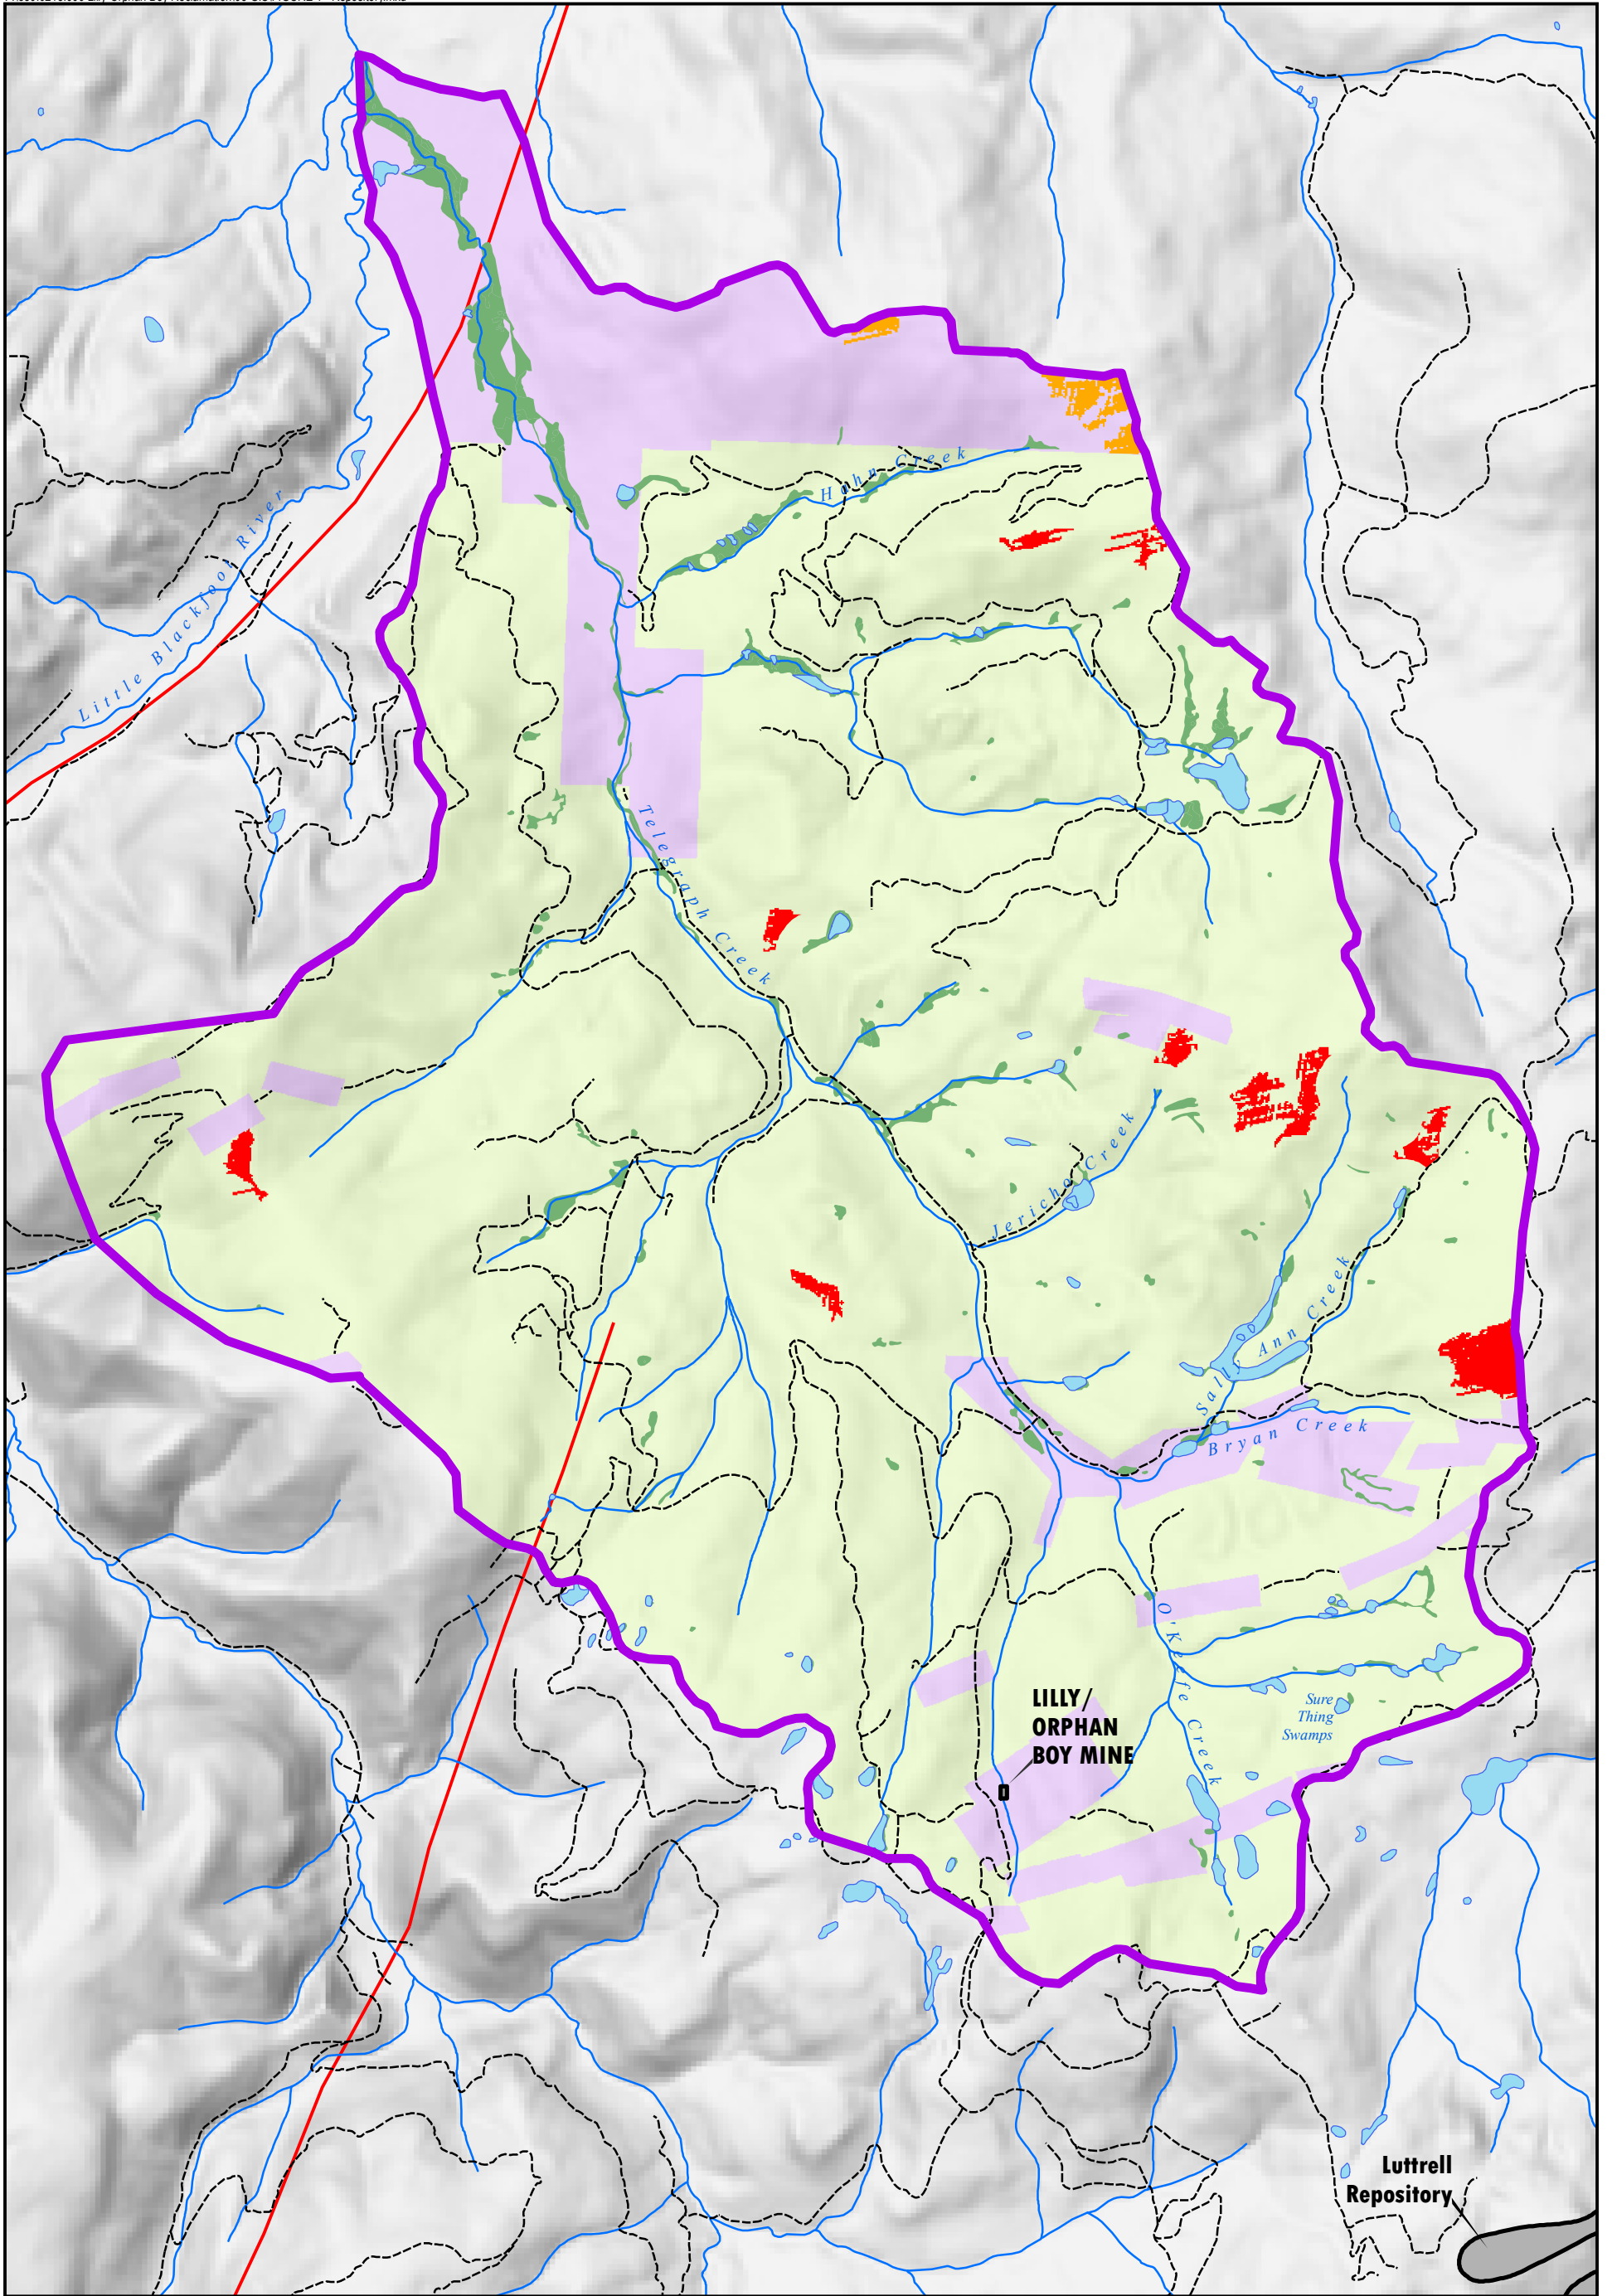 Hahn Creek
Little Blackfoot River
Telegraph Creek
Jericho Creek
Sally Ann Creek
Bryan Creek
O'Keefe Creek
LILLY/
ORPHAN
BOY MINE
Sure
Thing
Swamps
Luttrell
Repository